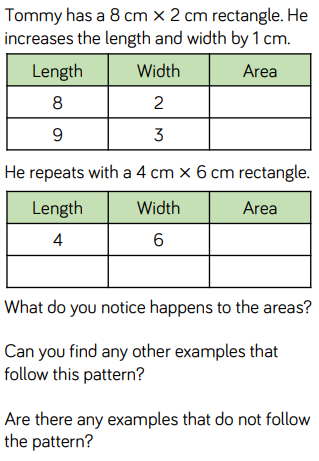 Tommy has a 8 cm × 2 cm rectangle. He
increases the length and width by 1 cm.
Length Width Area
8 2
9 3
He repeats with a 4 cm × 6 cm rectangle.
Length Width Area
4 6
What do you notice happens to the areas?
Can you find any other examples that
follow this pattern?
Are there any examples that do not follow
the pattern?